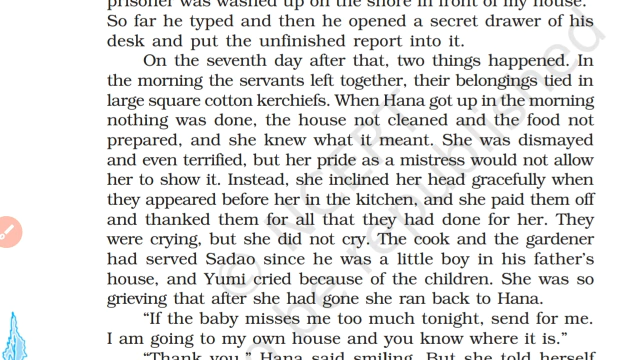 prisoner was washed up on the shore in front of my house.”
So far he typed and then he opened a secret drawer of his
desk and put the unfinished report into it.
On the seventh day after that, two things happened. In
the morning the servants left together, their belongings tied in
large square cotton kerchiefs. When Hana got up in the morning
nothing was done, the house not cleaned and the food not
prepared, and she knew what it meant. She was dismayed
and even terrified, but her pride as a mistress would not allow
her to show it. Instead, she inclined her head gracefully when
they appeared before her in the kitchen, and she paid them off
and thanked them for all that they had done for her. They
were crying, but she did not cry. The cook and the gardener
had served Sadao since he was a little boy in his father’s
house, and Yumi cried because of the children. She was so
grieving that after she had gone she ran back to Hana.
“If the baby misses me too much tonight, send for me.
I am going to my own house and you know where it is.”
“Thank you,” Hana said smiling. But she told herself
© NCERT
be republished